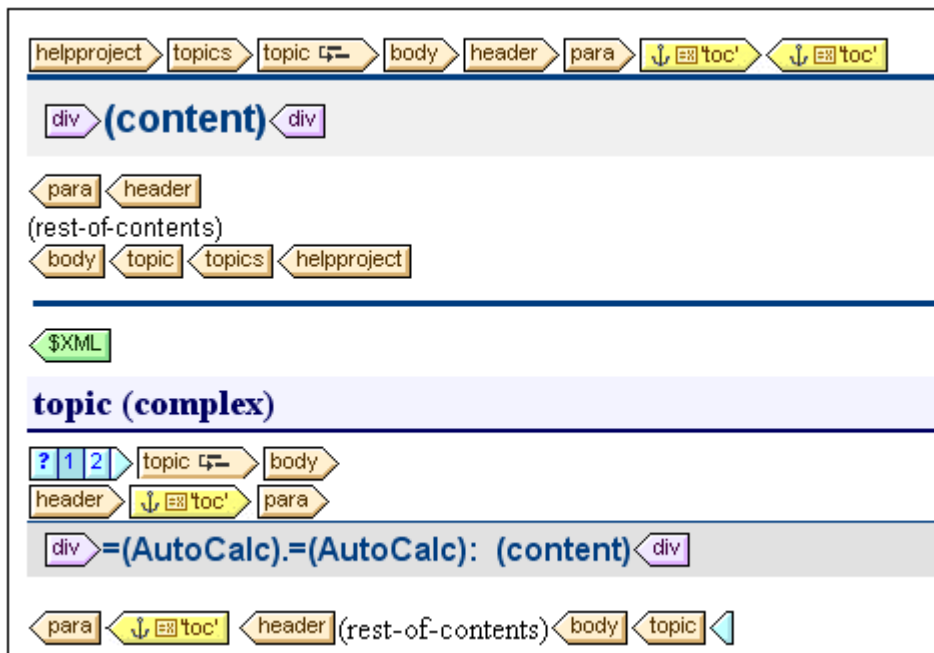 helpproject topics topic body header para 'toc' 'toc'
div (content) div
para header
(rest-of-contents)
body topic topics helpproject
$XML
topic (complex)
? 1 2 topic body
header 'toc' para
div =(AutoCalc).=(AutoCalc): (content) div
para 'toc' header (rest-of-contents) body topic